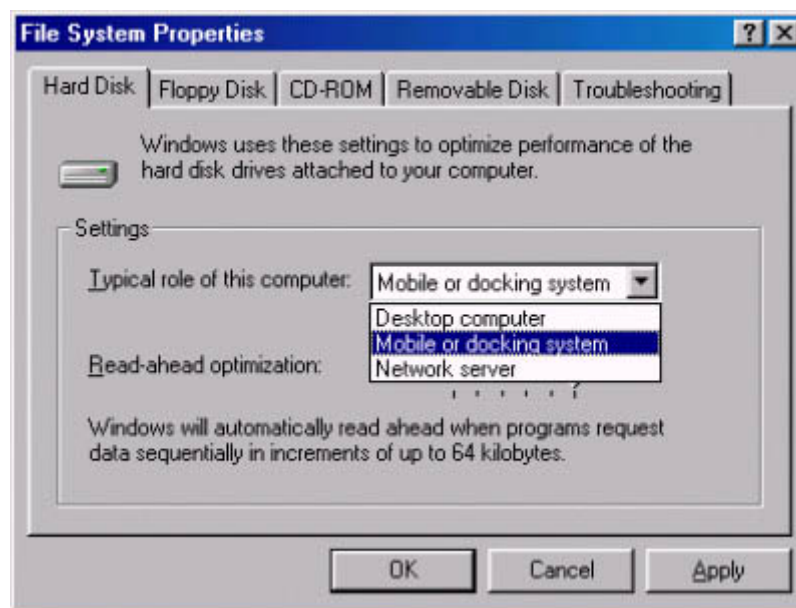 File System Properties
Hard Disk Floppy Disk CD-ROM Removable Disk Troubleshooting
Windows uses these settings to optimize performance of the
hard disk drives attached to your computer.
Settings
Typical role of this computer: Mobile or docking system
Desktop computer
Mobile or docking system
Network server
Read-ahead optimization:
Windows will automatically read ahead when programs request
data sequentially in increments of up to 64 kilobytes.
OK Cancel Apply